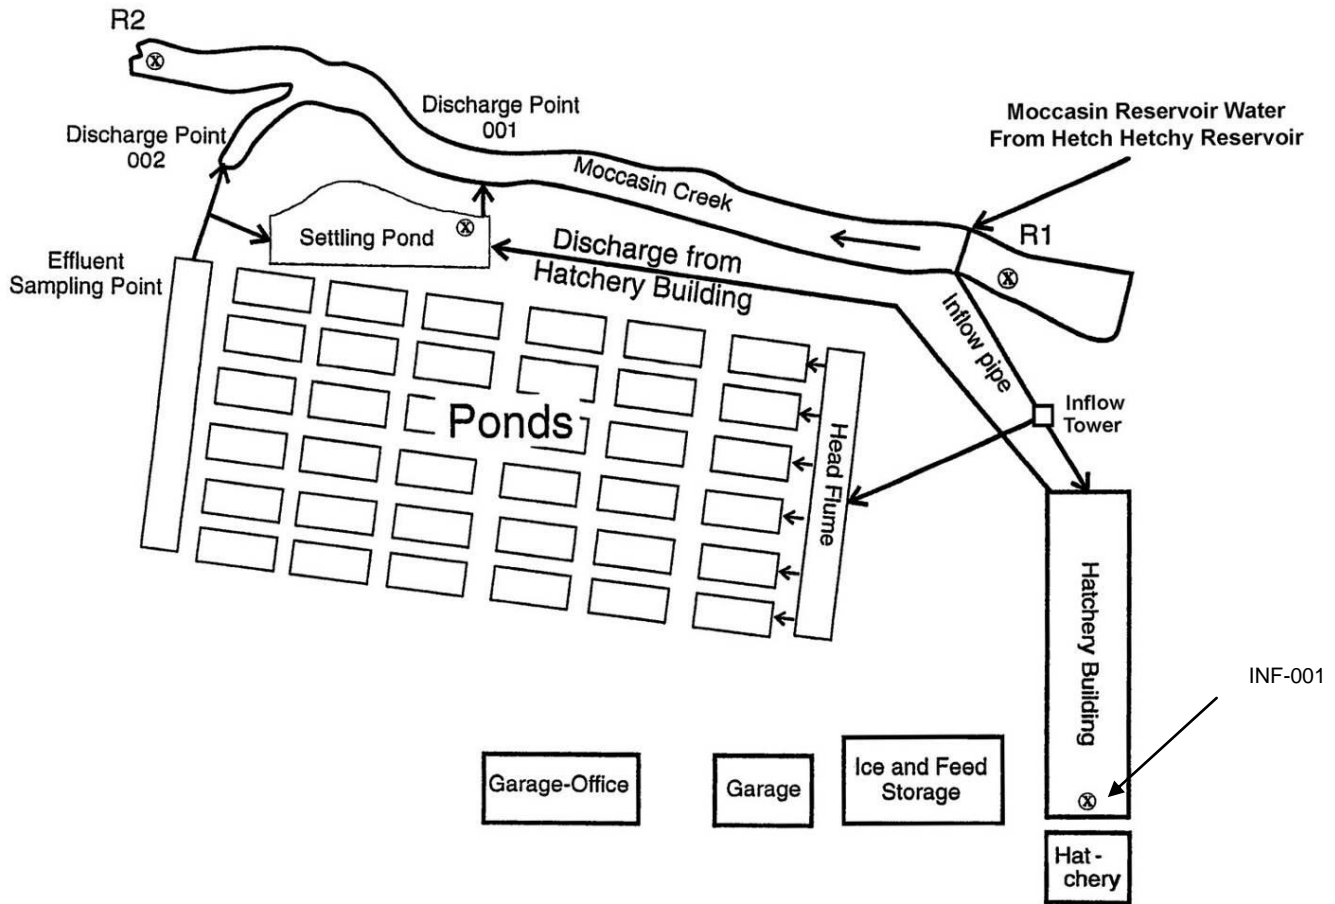 R2
Discharge Point
001
Moccasin Reservoir Water
From Hetch Hetchy Reservoir
Discharge Point
002
Moccasin Creek
R1
Settling Pond
Discharge from
Hatchery Building
Effluent
Sampling Point
Inflow pipe
Inflow
Tower
Ponds
Head Flume
Hatchery Building
INF-001
Garage-Office
Garage
Ice and Feed
Storage
Hat-
chery
X
X
X
X